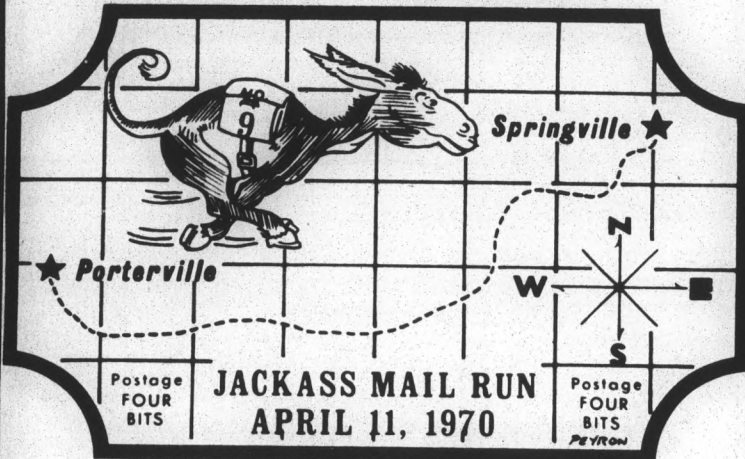 No
9
Springville
Porterville
N
W
E
S
Postage
FOUR
BITS
JACKASS MAIL RUN
APRIL 11, 1970
Postage
FOUR
BITS
PEYRON